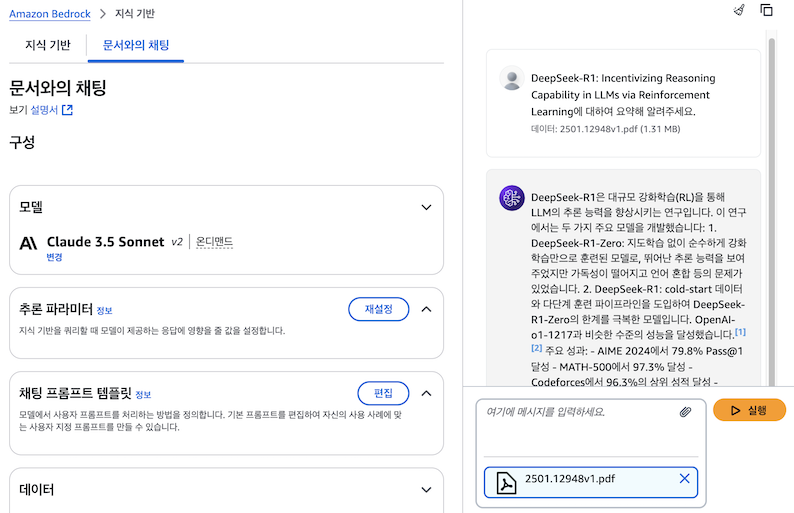 Amazon Bedrock > 지식 기반
지식 기반
문서와의 채팅
문서와의 채팅
보기 설명서
구성
모델
Claude 3.5 Sonnet v2 | 온디맨드
변경
추론 파라미터 정보
재설정
지식 기반을 쿼리할 때 모델이 제공하는 응답에 영향을 줄 값을 설정합니다.
채팅 프롬프트 템플릿 정보
편집
모델에서 사용자 프롬프트를 처리하는 방법을 정의합니다. 기본 프롬프트를 편집하여 자신의 사용 사례에 맞
는 사용자 지정 프롬프트를 만들 수 있습니다.
데이터
DeepSeek-R1: Incentivizing Reasoning
Capability in LLMs via Reinforcement
Learning에 대하여 요약해 알려주세요.
데이터: 2501.12948v1.pdf (1.31 MB)
DeepSeek-R1은 대규모 강화학습(RL)을 통해
LLM의 추론 능력을 향상시키는 연구입니다. 이 연구
에서는 두 가지 주요 모델을 개발했습니다: 1.
DeepSeek-R1-Zero: 지도학습 없이 순수하게 강화
학습만으로 훈련된 모델로, 뛰어난 추론 능력을 보여
주었지만 가독성이 떨어지고 언어 혼합 등의 문제가
있었습니다. 2. DeepSeek-R1: cold-start 데이터
와 다단계 훈련 파이프라인을 도입하여 DeepSeek-
R1-Zero의 한계를 극복한 모델입니다. OpenAI-
o1-1217과 비슷한 수준의 성능을 달성했습니다.[1]
[2] 주요 성과: - AIME 2024에서 79.8% Pass@1
달성 - MATH-500에서 97.3% 달성 -
Codeforces에서 96.3%의 상위 성적 달성 -
여기에 메시지를 입력하세요.
실행
2501.12948v1.pdf